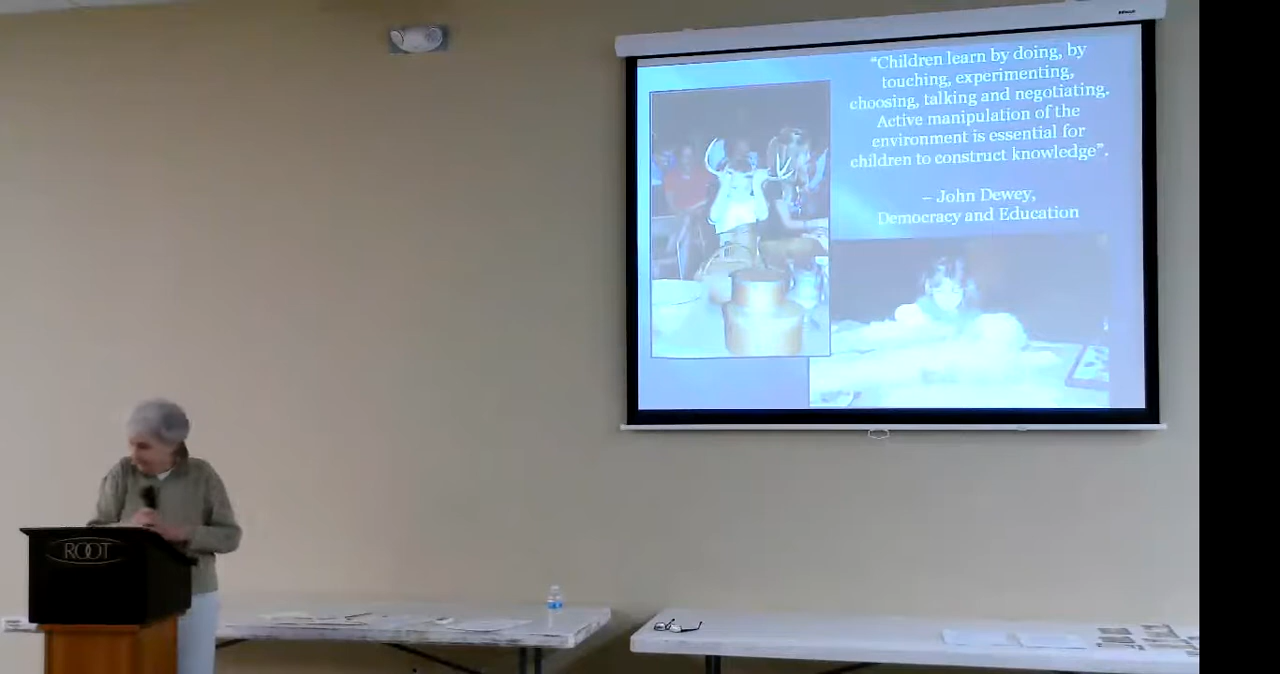 “Children learn by doing, by
touching, experimenting,
choosing, talking and negotiating.
Active manipulation of the
environment is essential for
children to construct knowledge”.
– John Dewey,
Democracy and Education
ROOT